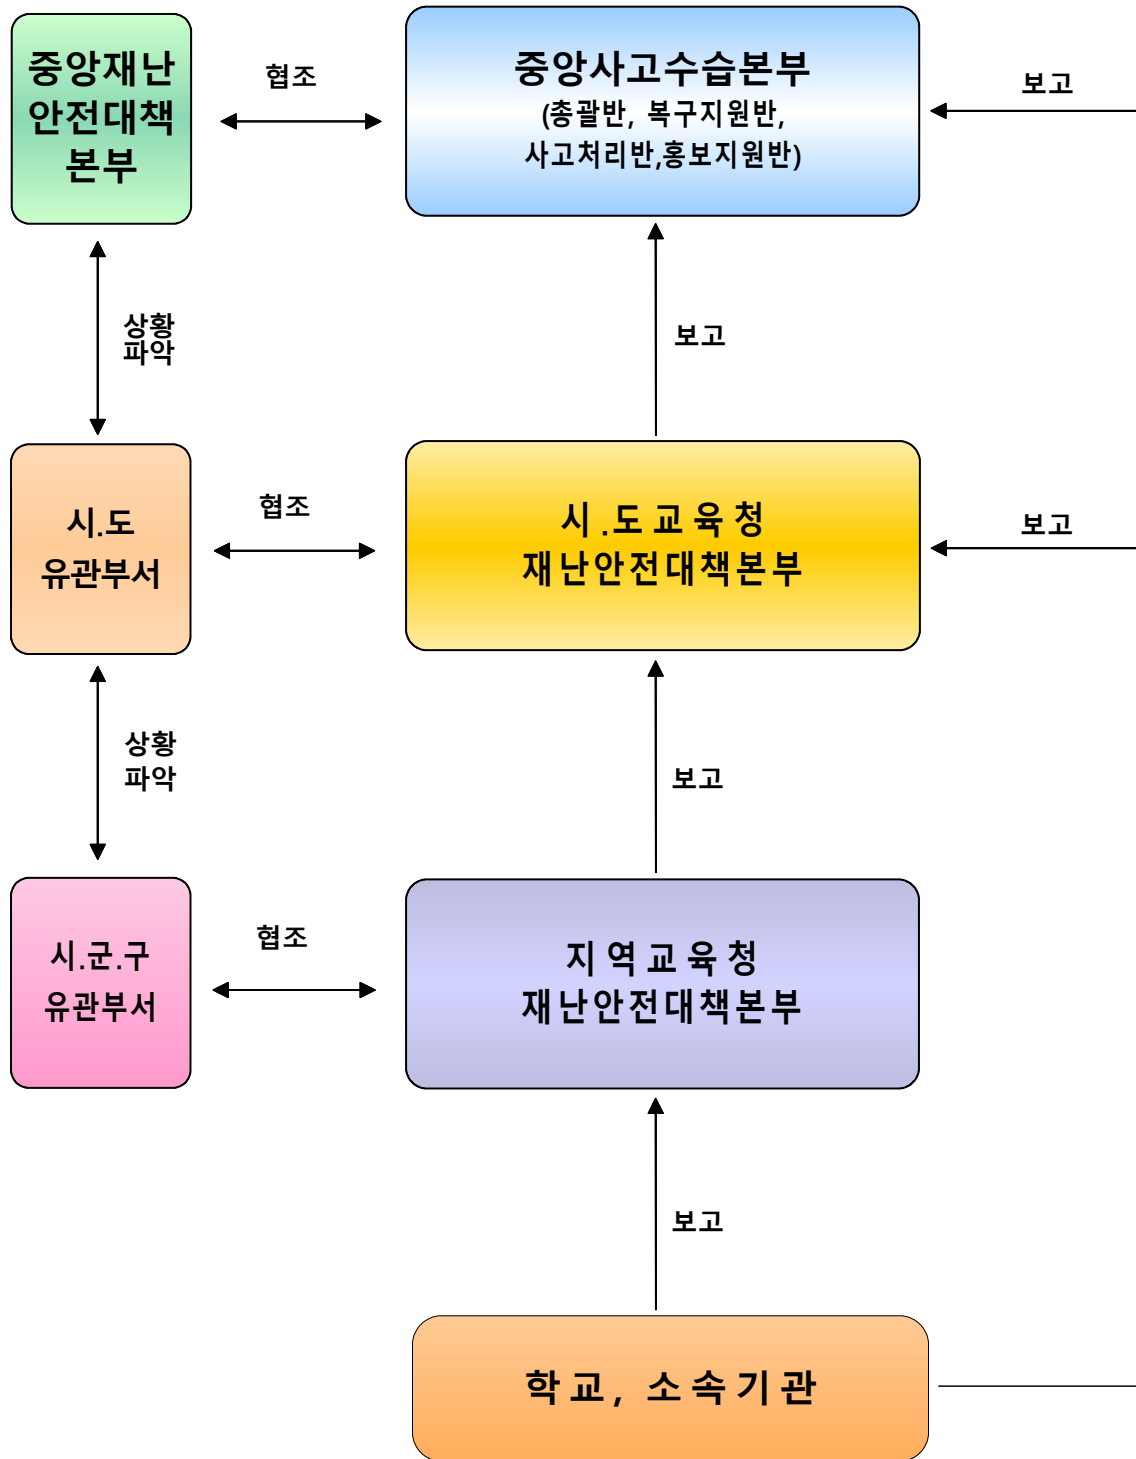 중앙재난
안전대책
본부
협조
중앙사고수습본부
(총괄반, 복구지원반,
사고처리반,홍보지원반)
보고
상황
파악
보고
시.도
유관부서
협조
시.도교육청
재난안전대책본부
보고
상황
파악
보고
시.군.구
유관부서
협조
지역교육청
재난안전대책본부
보고
학교, 소속기관